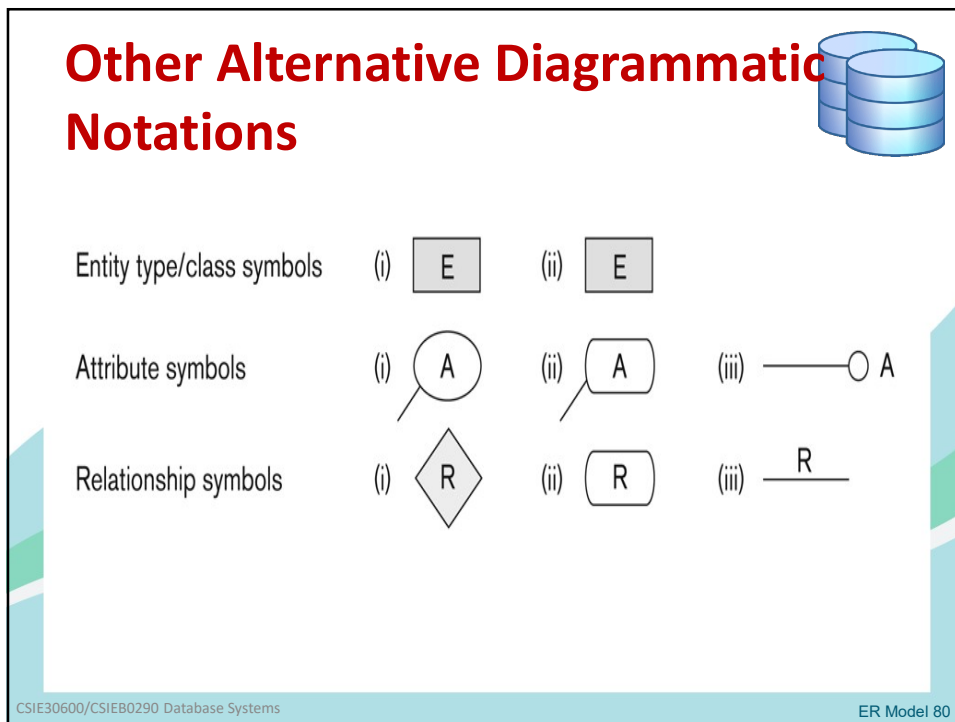 Other Alternative Diagrammatic
Notations
Entity type/class symbols (i) E (ii) E
Attribute symbols (i) A (ii) A (iii) A
Relationship symbols (i) R (ii) R (iii) R
CSIE30600/CSIEB0290 Database Systems
ER Model 80